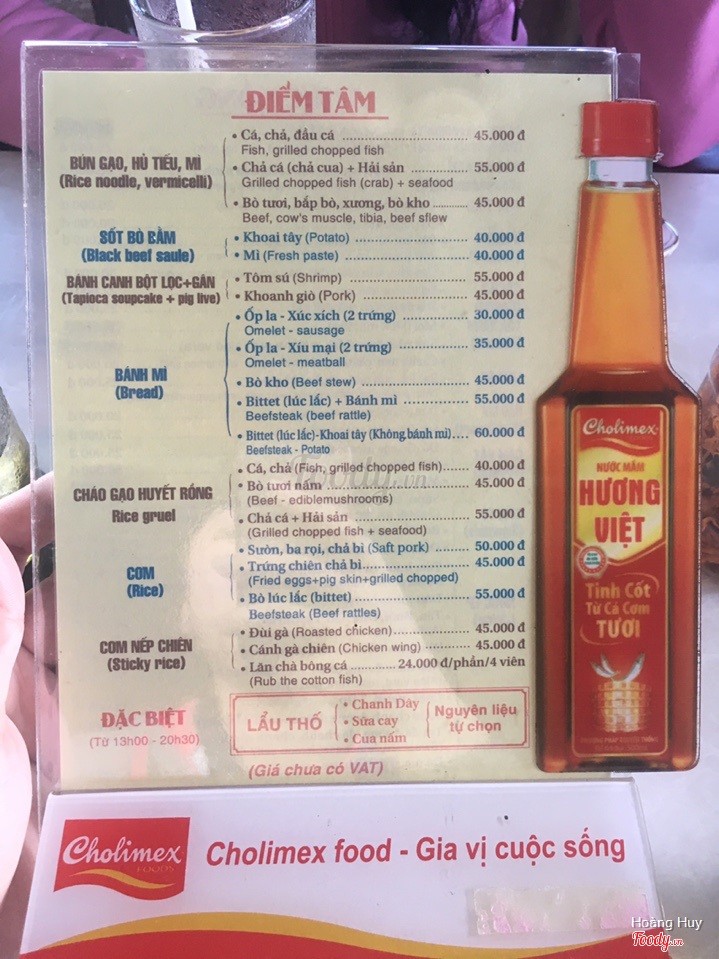 ĐIỂM TÂM
BÚN GẠO, HỦ TIẾU, MÌ
(Rice noodle, vermicelli)
• Cá, chả, đầu cá ........ 45.000 đ
Fish, grilled chopped fish
• Chả cá (chả cua) + Hải sản ........ 55.000 đ
Grilled chopped fish (crab) + seafood
• Bò tươi, bắp bò, xương, bò kho ........ 45.000 đ
Beef, cow's muscle, tibia, beef sflew
SỐT BÒ BẰM
(Black beef saule)
• Khoai tây (Potato) ........ 40.000 đ
• Mì (Fresh paste) ........ 40.000 đ
BÁNH CANH BỘT LỌC+GÂN
(Tapioca soupcake + pig live)
• Tôm sú (Shrimp) ........ 55.000 đ
• Khoanh giò (Pork) ........ 45.000 đ
BÁNH MÌ
(Bread)
• Ốp la - Xúc xích (2 trứng) ........ 30.000 đ
Omelet - sausage
• Ốp la - Xíu mại (2 trứng) ........ 35.000 đ
Omelet - meatball
• Bò kho (Beef stew) ........ 45.000 đ
• Bittet (lúc lắc) + Bánh mì ........ 55.000 đ
Beefsteak (beef rattle)
• Bittet (lúc lắc)-Khoai tây (Không bánh mì).... 60.000 đ
Beefsteak - Potato
CHÁO GẠO HUYẾT RỒNG
Rice gruel
• Cá, chả (Fish, grilled chopped fish)...... 40.000 đ
• Bò tươi nấm ........ 45.000 đ
(Beef - ediblemushrooms)
• Chả cá + Hải sản ........ 55.000 đ
(Grilled chopped fish + seafood)
CƠM
(Rice)
• Sườn, ba rọi, chả bì (Saft pork) ........ 50.000 đ
• Trứng chiên chả bì ........ 45.000 đ
(Fried eggs+pig skin+grilled chopped)
• Bò lúc lắc (bittet) ........ 55.000 đ
Beefsteak (Beef rattles)
CƠM NẾP CHIÊN
(Sticky rice)
• Đùi gà (Roasted chicken) ........ 45.000 đ
• Cánh gà chiên (Chicken wing) ........ 45.000 đ
• Lăn chả bông cá ........ 24.000 đ/phần/4 viên
(Rub the cotton fish)
ĐẶC BIỆT
(Từ 13h00 - 20h30)
LẨU THỐ
• Chanh Dây
• Sữa cay
• Cua nấm
Nguyên liệu
tự chọn
(Giá chưa có VAT)
Cholimex
NƯỚC MẮM
HƯƠNG
VIỆT
Tinh Cốt
Từ Cá Cơm
TƯƠI
Cholimex
FOODS
Cholimex food - Gia vị cuộc sống
Hoàng Huy
Foody.vn